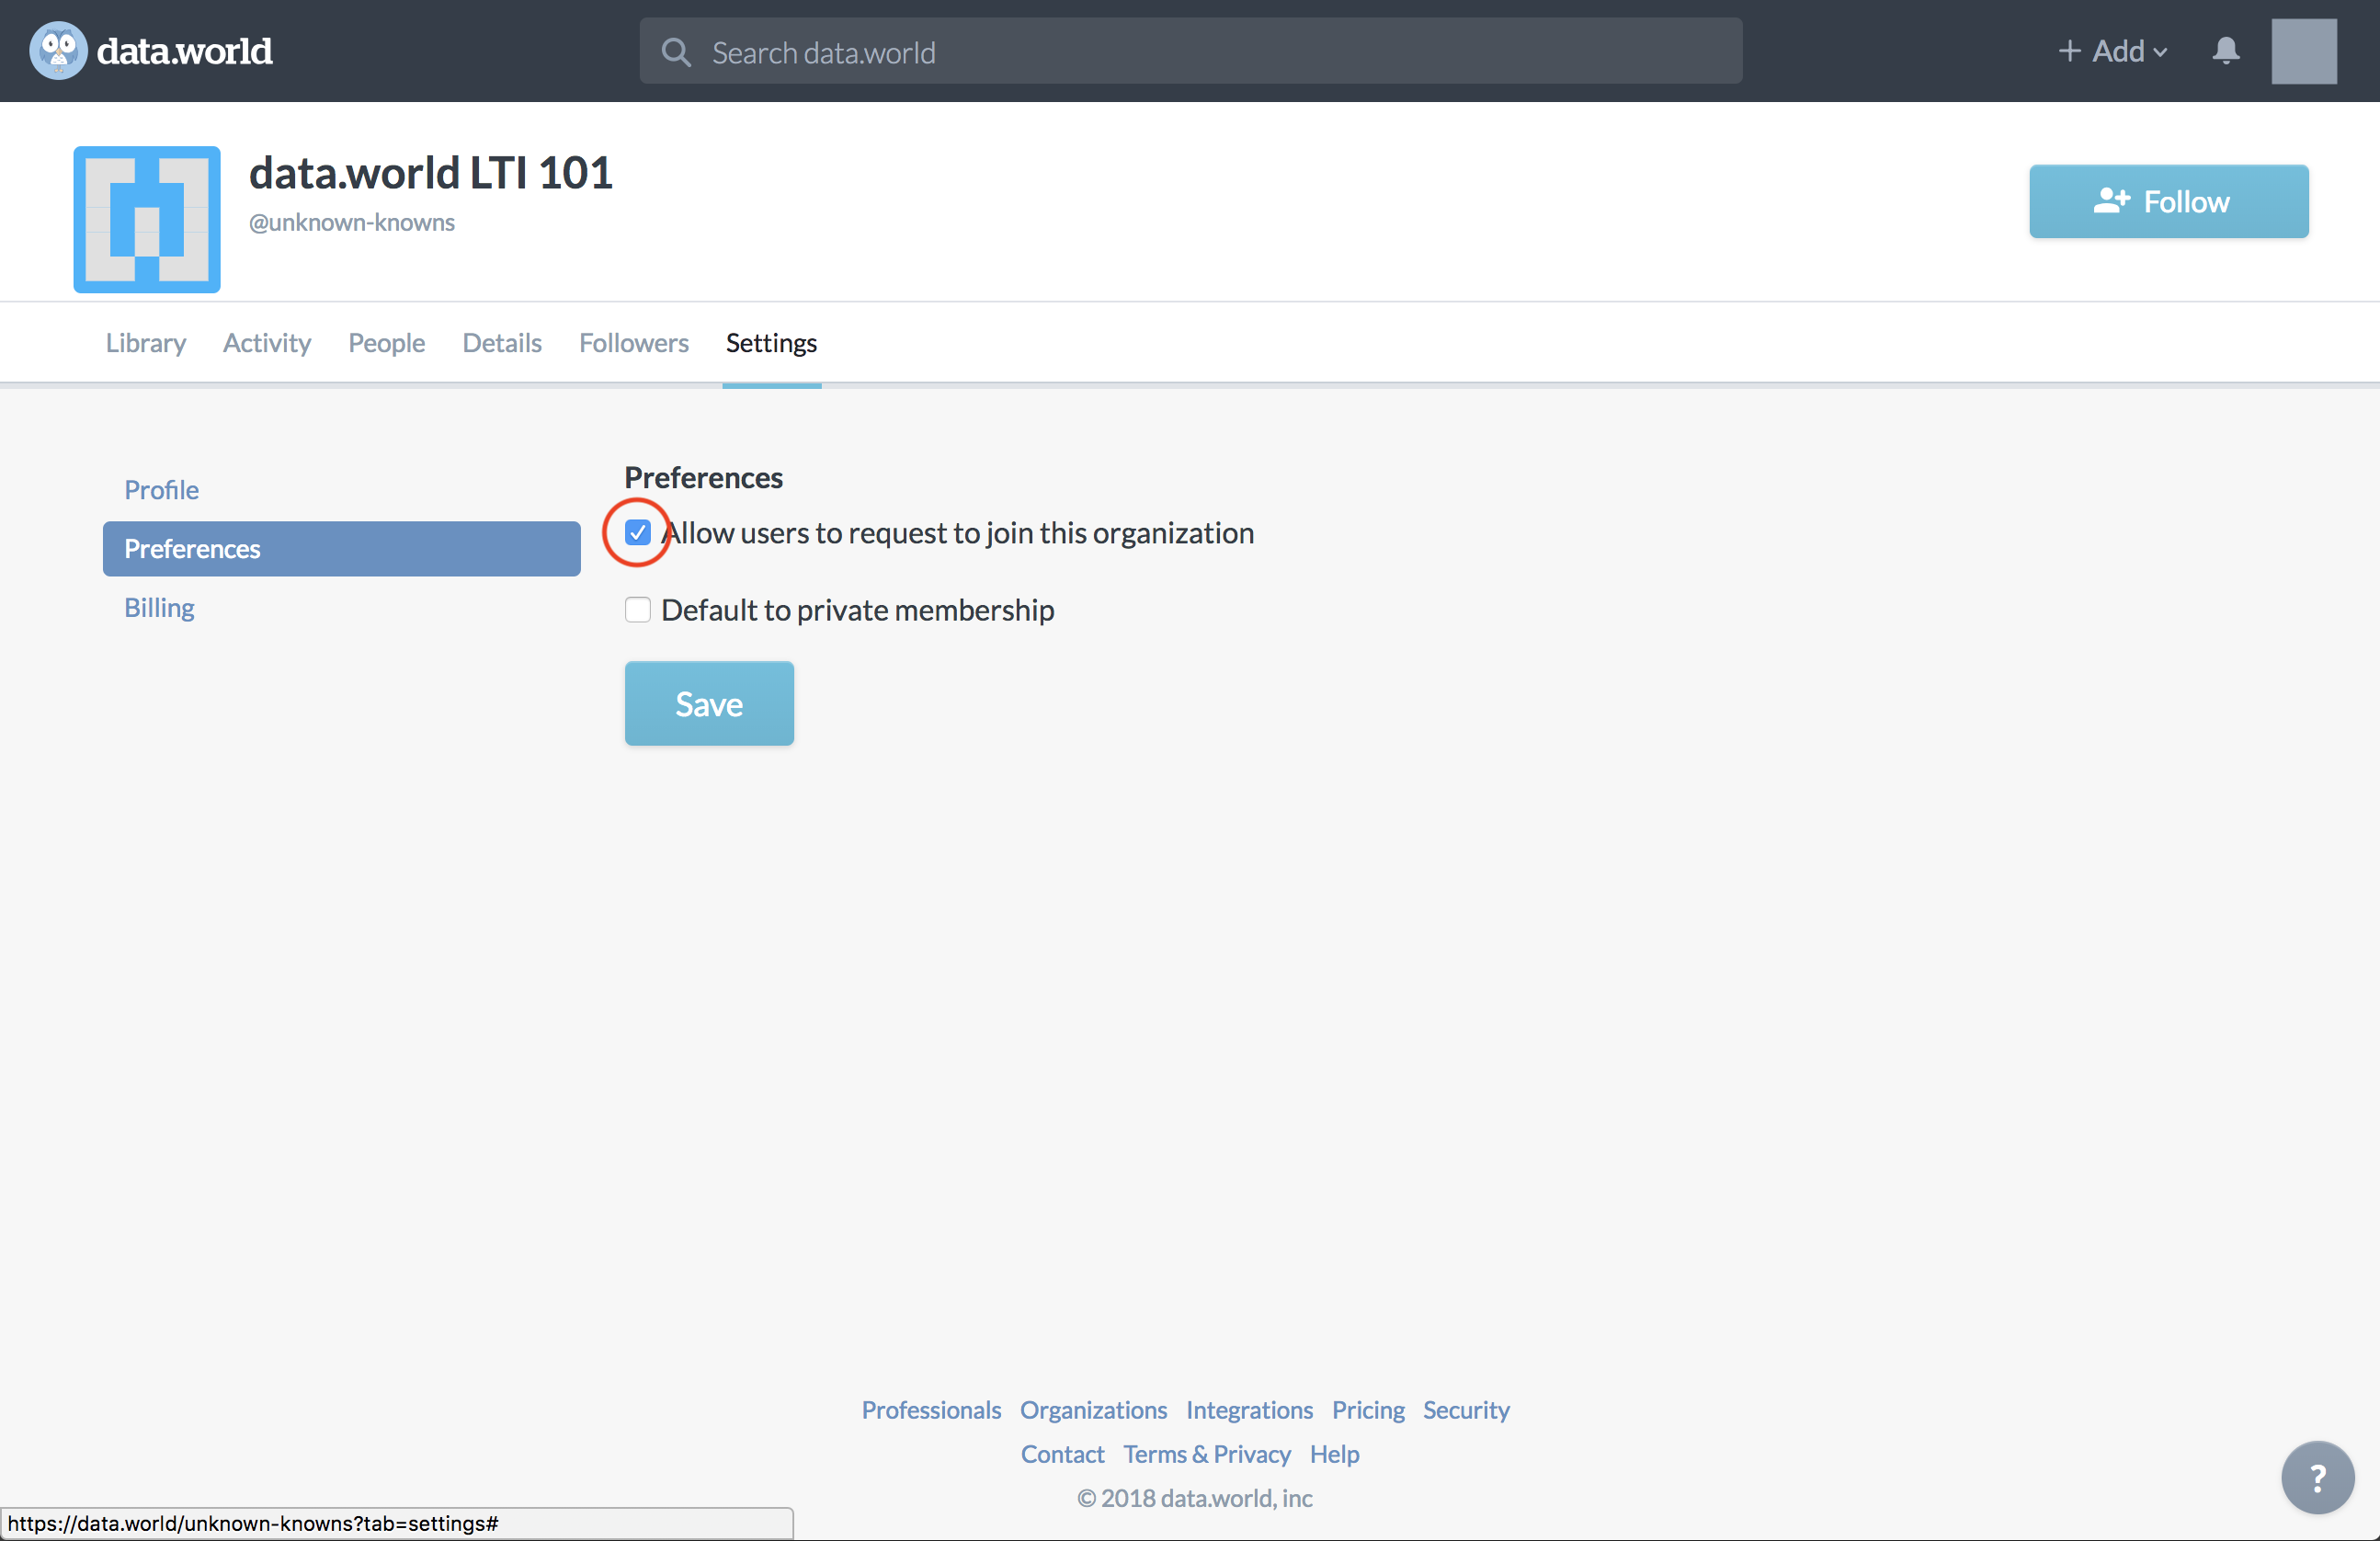 data.world
Search data.world
+ Add
data.world LTI 101
@unknown-knowns
Follow
Library Activity People Details Followers Settings
Profile
Preferences
Billing
Preferences
Allow users to request to join this organization
Default to private membership
Save
Professionals Organizations Integrations Pricing Security
Contact Terms & Privacy Help
© 2018 data.world, inc
?
https://data.world/unknown-knowns?tab=settings#